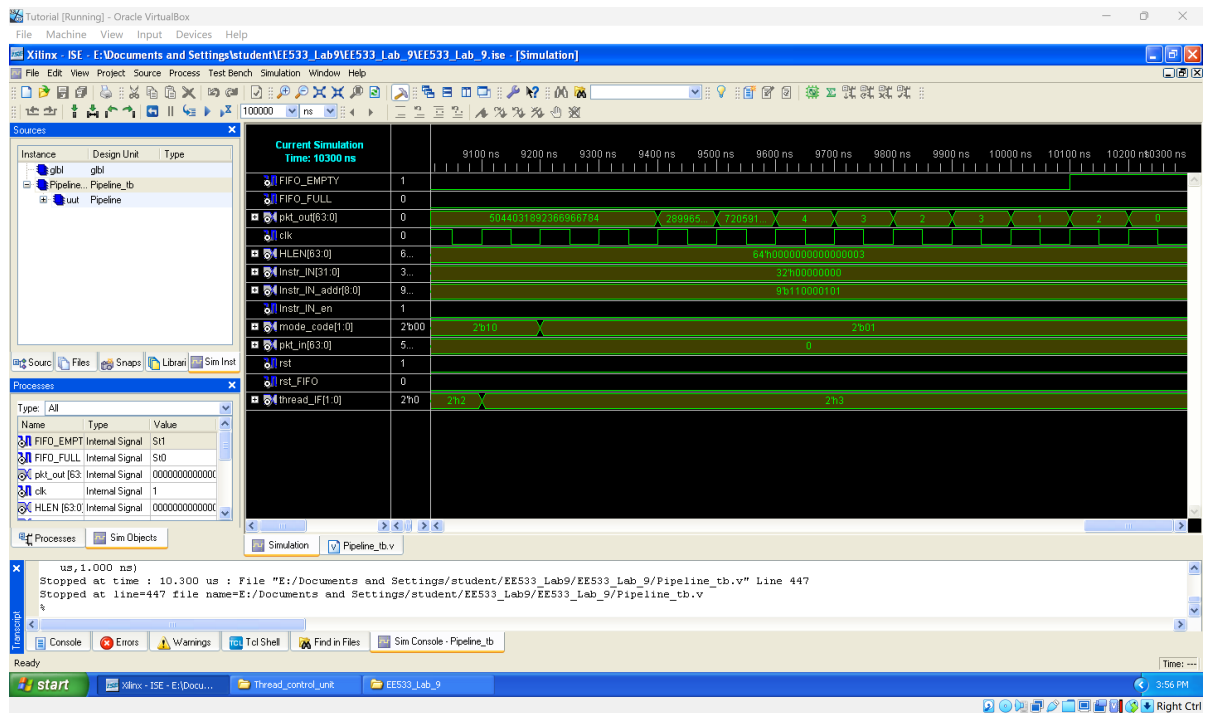 Tutorial [Running] - Oracle VirtualBox
File Machine View Input Devices Help
Xilinx - ISE - E:\Documents and Settings\student\EE533_Lab9\EE533_Lab_9\EE533_Lab_9.ise - [Simulation]
File Edit View Project Source Process Test Bench Simulation Window Help
100000 ns
Sources
Instance Design Unit Type
glbl glbl
Pipeline... Pipeline_tb
uut Pipeline
Sourc Files Snaps Librari Sim Inst
Processes
Type: All
Name Type Value
FIFO_EMPT Internal Signal St1
FIFO_FULL Internal Signal St0
pkt_out [63: Internal Signal 0000000000000
clk Internal Signal 1
HLEN [63:0] Internal Signal 0000000000000
Processes Sim Objects
Current Simulation
Time: 10300 ns
9100 ns 9200 ns 9300 ns 9400 ns 9500 ns 9600 ns 9700 ns 9800 ns 9900 ns 10000 ns 10100 ns 10200 ns 10300 ns
FIFO_EMPTY 1
FIFO_FULL 0
pkt_out[63:0] 0 5044031892366966784 289965... 720591... 4 3 2 3 1 2 0
clk 0
HLEN[63:0] 6... 64'h0000000000000003
Instr_IN[31:0] 3... 32'h00000000
Instr_IN_addr[8:0] 9... 9'b110000101
Instr_IN_en 1
mode_code[1:0] 2'b00 2'b10 2'b01
pkt_in[63:0] 5... 0
rst 1
rst_FIFO 0
thread_IF[1:0] 2'h0 2'h2 2'h3
Simulation Pipeline_tb.v
Transcript
us,1.000 ns)
Stopped at time : 10.300 us : File "E:/Documents and Settings/student/EE533_Lab9/EE533_Lab_9/Pipeline_tb.v" Line 447
Stopped at line=447 file name=E:/Documents and Settings/student/EE533_Lab9/EE533_Lab_9/Pipeline_tb.v
%
Console Errors Warnings Tcl Shell Find in Files Sim Console - Pipeline_tb
Ready Time: ---
start Xilinx - ISE - E:\Docu... Thread_control_unit EE533_Lab_9 3:56 PM
Right Ctrl